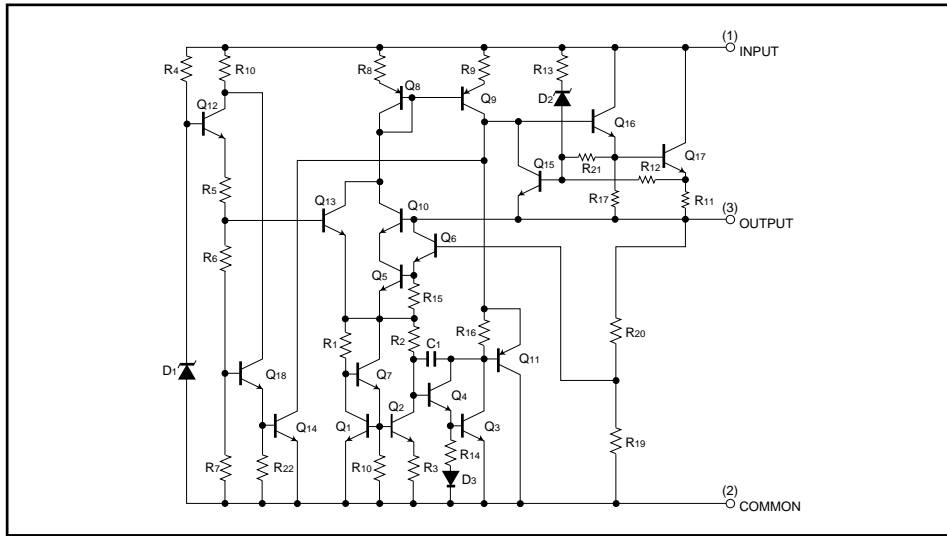 (1)
INPUT
R4
R10
R8
R9
R13
Q8
D2
Q12
Q9
Q16
Q15
R21
R12
Q17
R5
Q13
R17
R11
(3)
OUTPUT
Q10
Q6
R6
Q5
R15
R20
R1
R2
C1
R16
Q11
D1
Q18
Q7
Q4
Q14
Q1
Q2
Q3
R19
R14
R7
R22
R10
R3
D3
(2)
COMMON